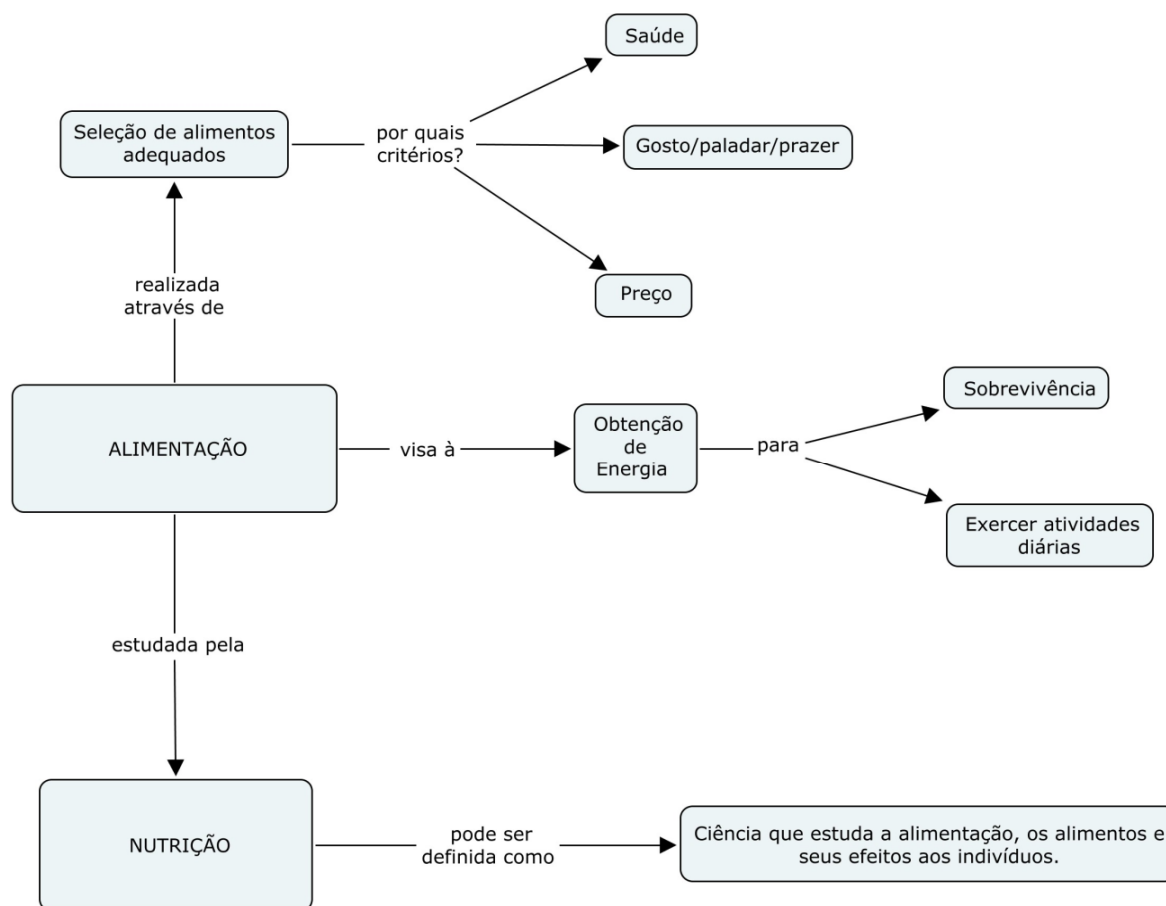 Saúde
Seleção de alimentos
adequados
por quais
critérios?
Gosto/paladar/prazer
realizada
através de
Preço
Sobrevivência
ALIMENTAÇÃO
visa à
Obtenção
de
Energia
para
Exercer atividades
diárias
estudada pela
NUTRIÇÃO
pode ser
definida como
Ciência que estuda a alimentação, os alimentos e
seus efeitos aos indivíduos.